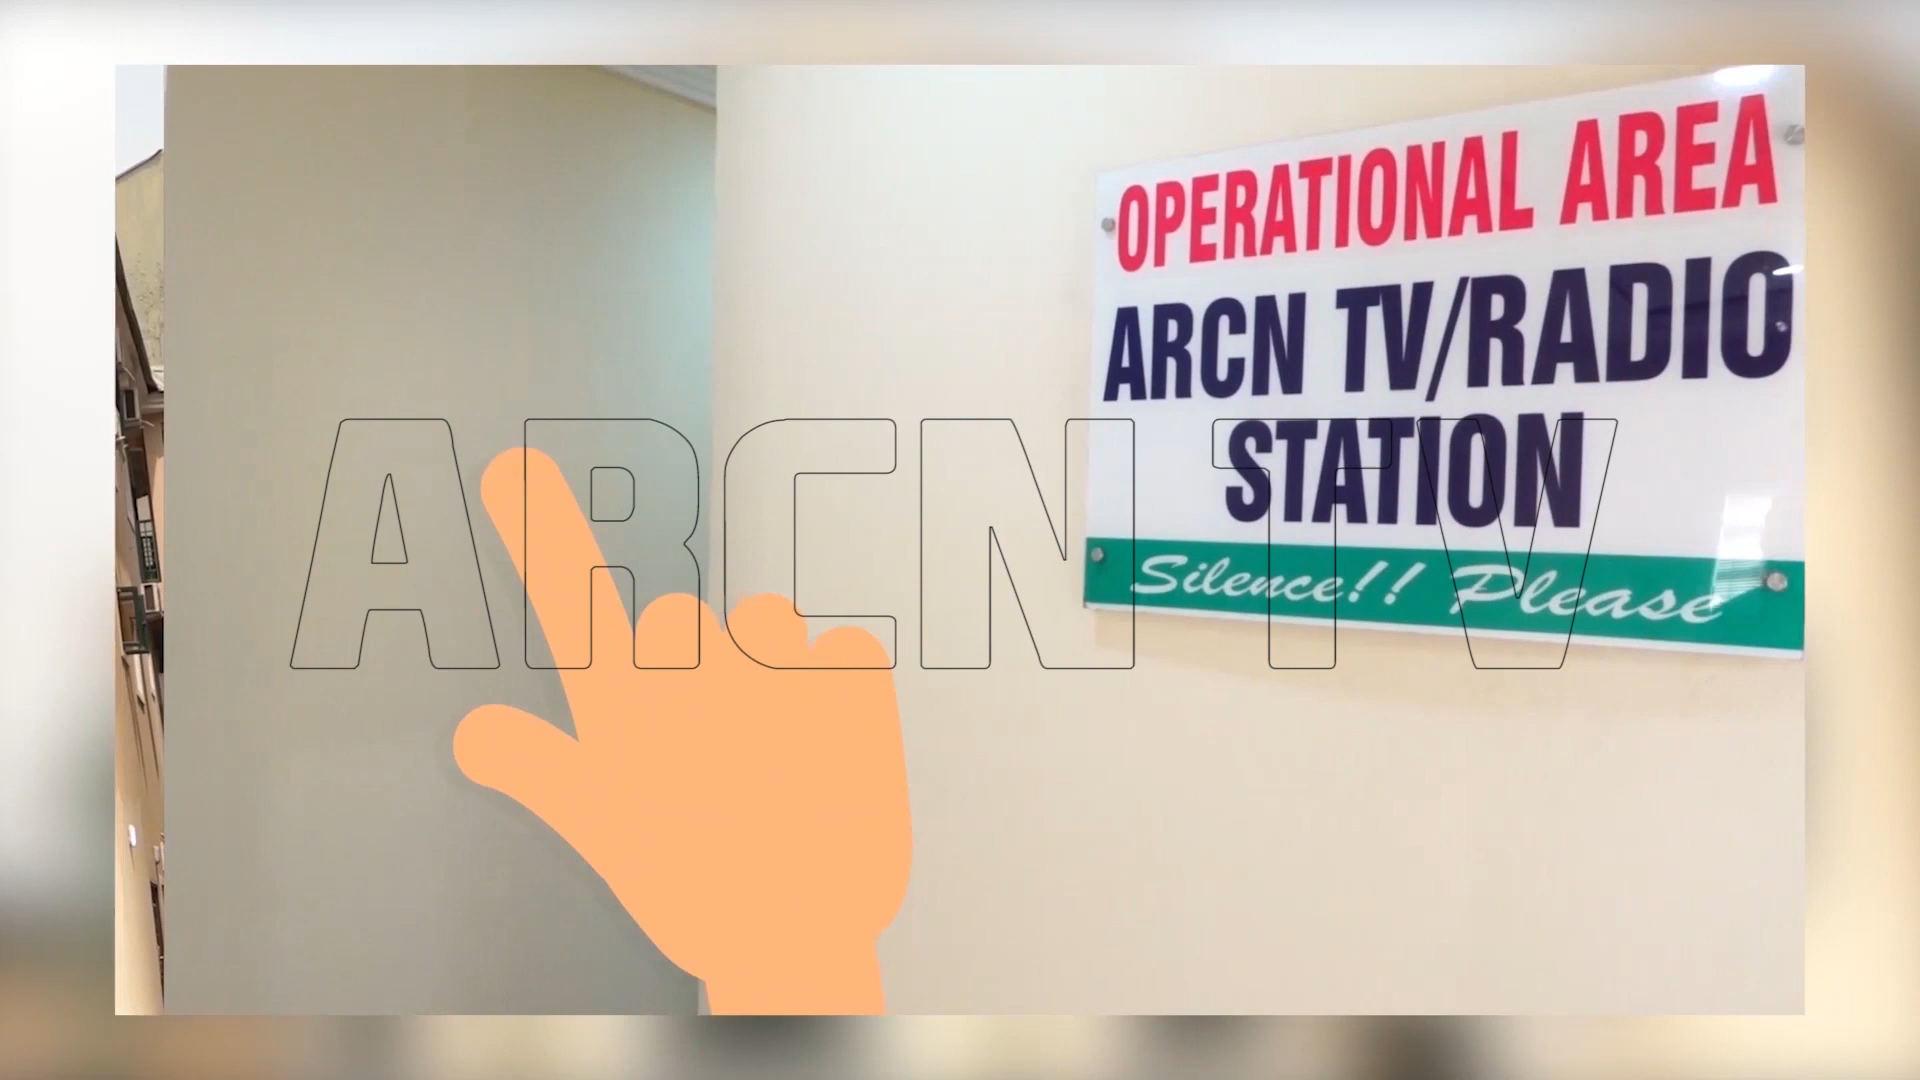 OPERATIONAL AREA
ARCN TV/RADIO
STATION
Silence!! Please
ARCN TV